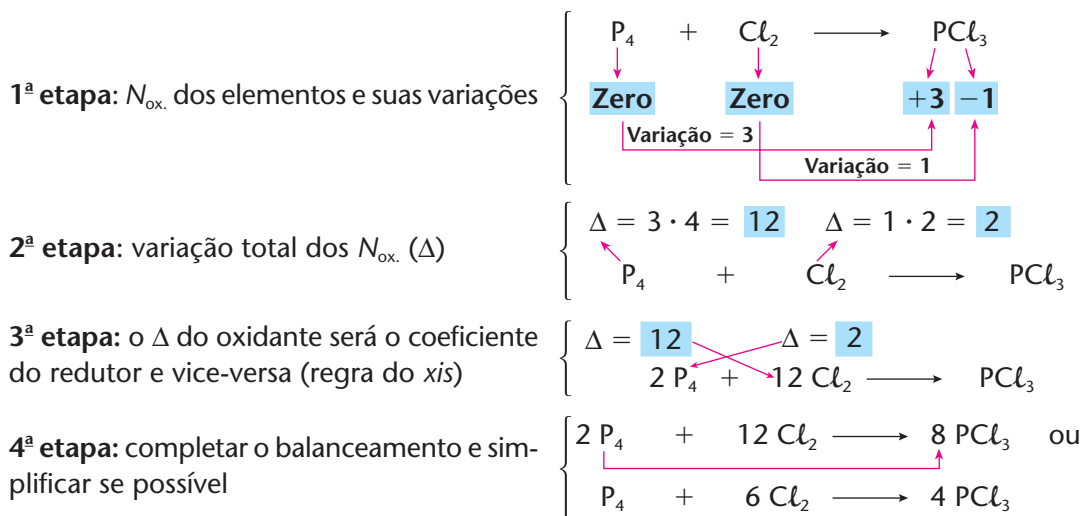 P₄ + Cℓ₂ ⟶ PCℓ₃
1ª etapa: Nox. dos elementos e suas variações
Zero Zero +3 −1
Variação = 3
Variação = 1
2ª etapa: variação total dos Nox. (Δ)
Δ = 3 · 4 = 12 Δ = 1 · 2 = 2
P₄ + Cℓ₂ ⟶ PCℓ₃
3ª etapa: o Δ do oxidante será o coeficiente
do redutor e vice-versa (regra do xis)
Δ = 12 Δ = 2
2 P₄ + 12 Cℓ₂ ⟶ PCℓ₃
4ª etapa: completar o balanceamento e sim-
plificar se possível
2 P₄ + 12 Cℓ₂ ⟶ 8 PCℓ₃ ou
P₄ + 6 Cℓ₂ ⟶ 4 PCℓ₃